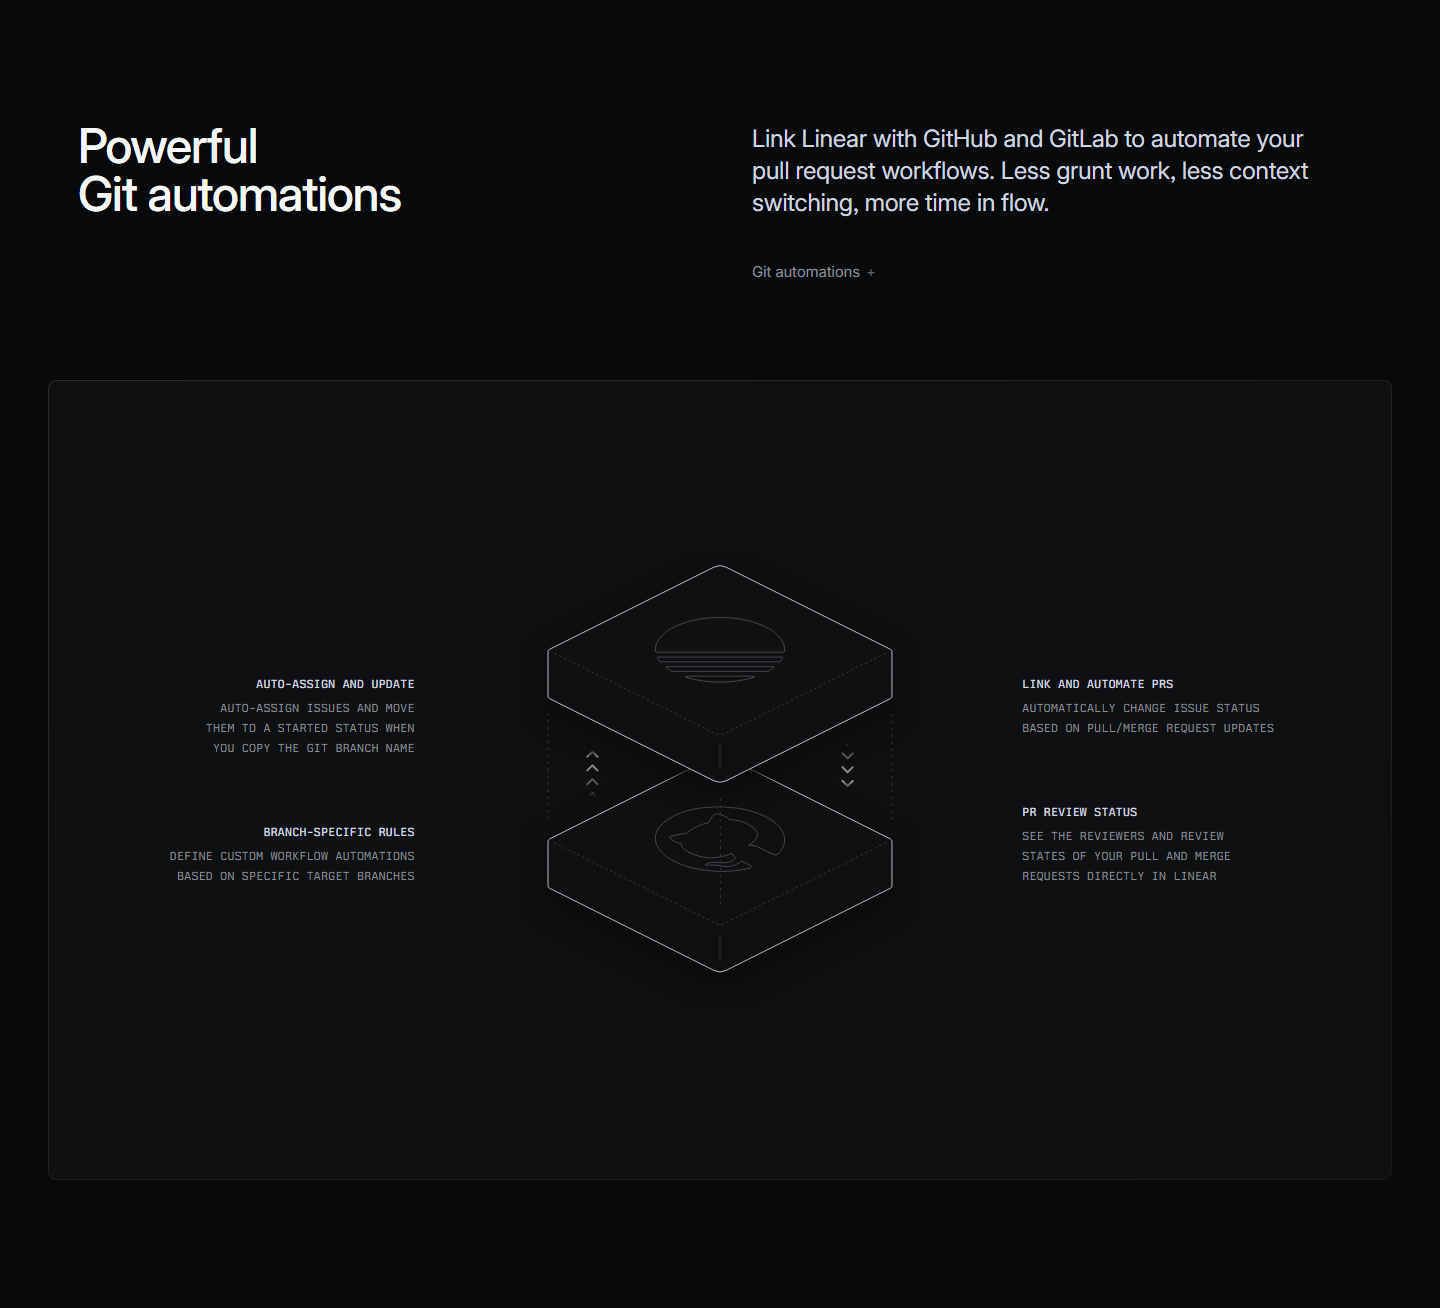 Powerful
Git automations
Link Linear with GitHub and GitLab to automate your
pull request workflows. Less grunt work, less context
switching, more time in flow.
Git automations +
AUTO-ASSIGN AND UPDATE
AUTO-ASSIGN ISSUES AND MOVE
THEM TO A STARTED STATUS WHEN
YOU COPY THE GIT BRANCH NAME
BRANCH-SPECIFIC RULES
DEFINE CUSTOM WORKFLOW AUTOMATIONS
BASED ON SPECIFIC TARGET BRANCHES
LINK AND AUTOMATE PRS
AUTOMATICALLY CHANGE ISSUE STATUS
BASED ON PULL/MERGE REQUEST UPDATES
PR REVIEW STATUS
SEE THE REVIEWERS AND REVIEW
STATES OF YOUR PULL AND MERGE
REQUESTS DIRECTLY IN LINEAR